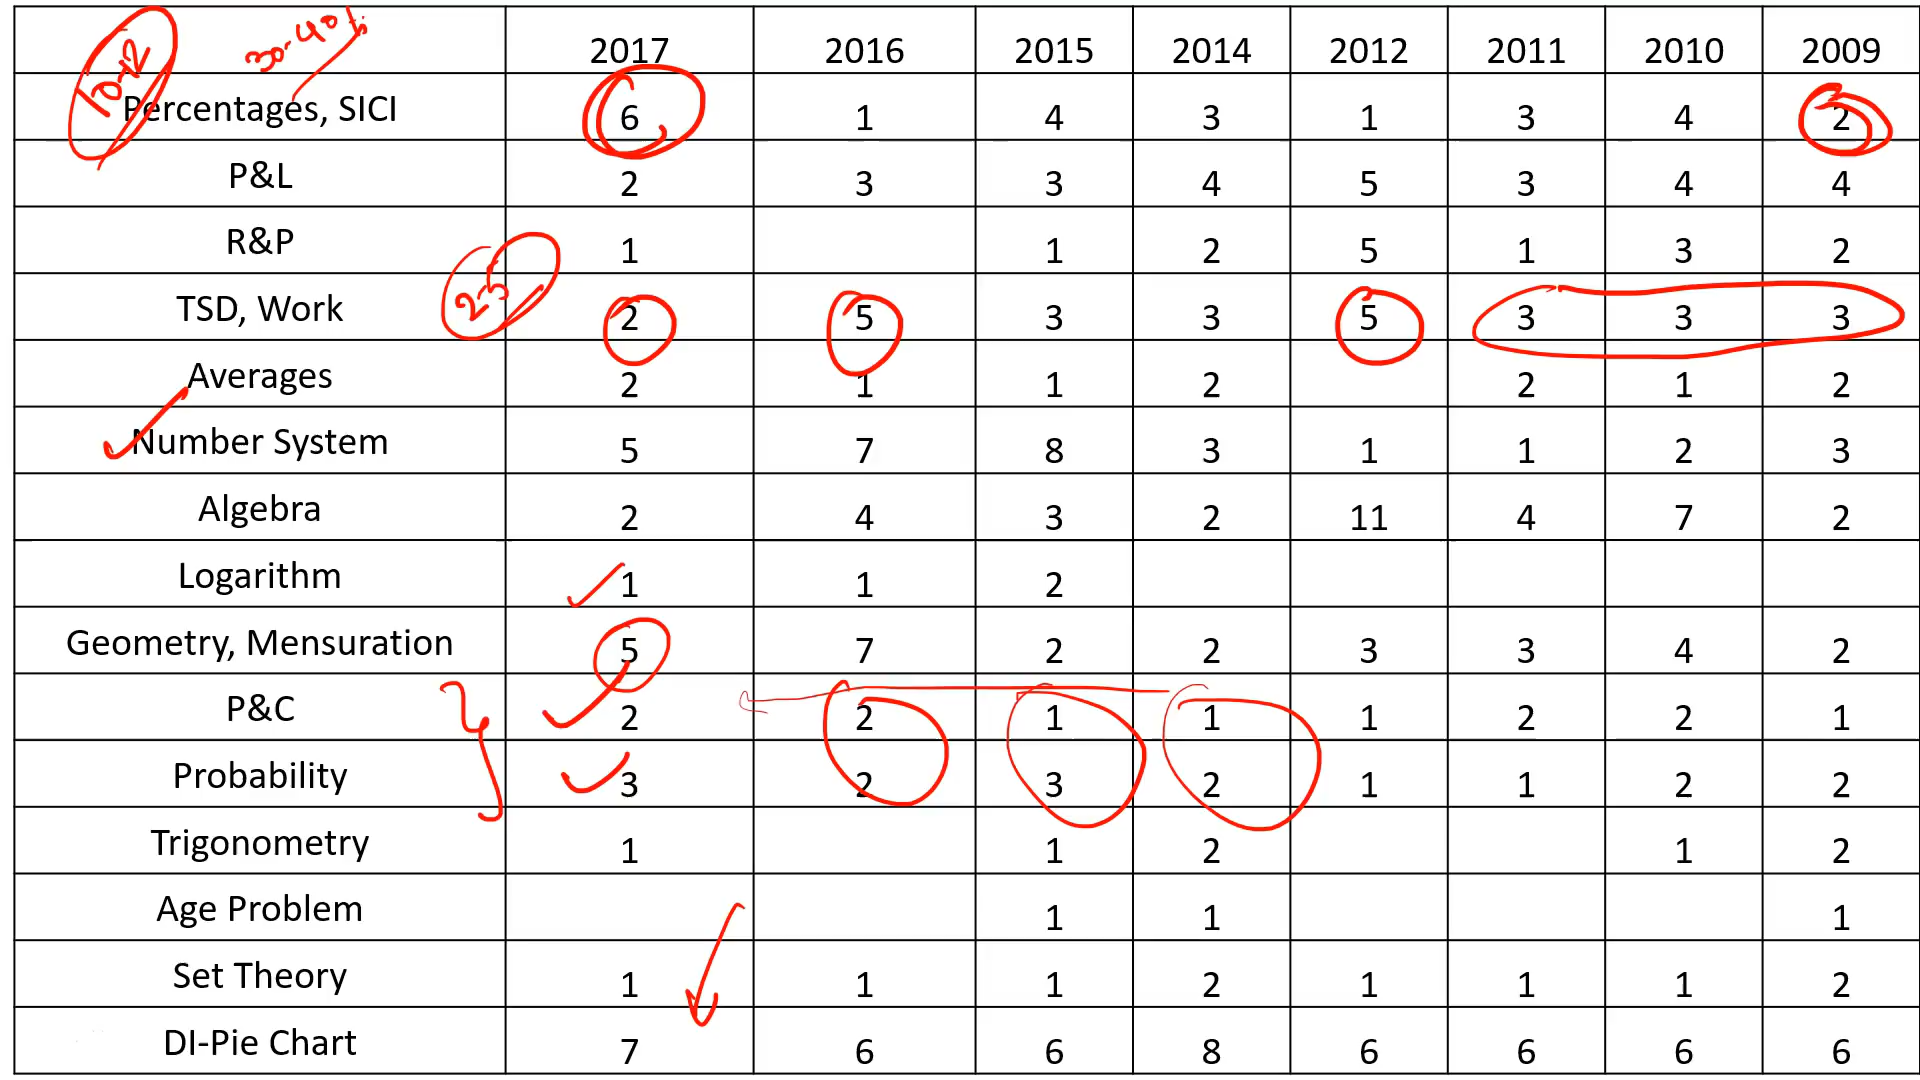 10-12 30-40% 2017 2016 2015 2014 2012 2011 2010 2009
Percentages, SICI 6 1 4 3 1 3 4 2
P&L 2 3 3 4 5 3 4 4
R&P 1 1 2 5 1 3 2
2-5
TSD, Work 2 5 3 3 5 3 3 3
Averages 2 1 1 2 2 1 2
Number System 5 7 8 3 1 1 2 3
Algebra 2 4 3 2 11 4 7 2
Logarithm 1 1 2
Geometry, Mensuration 5 7 2 2 3 3 4 2
P&C 2 2 1 1 1 2 2 1
Probability 3 2 3 2 1 1 2 2
Trigonometry 1 1 2 1 2
Age Problem 1 1 1
Set Theory 1 1 1 2 1 1 1 2
DI-Pie Chart 7 6 6 8 6 6 6 6